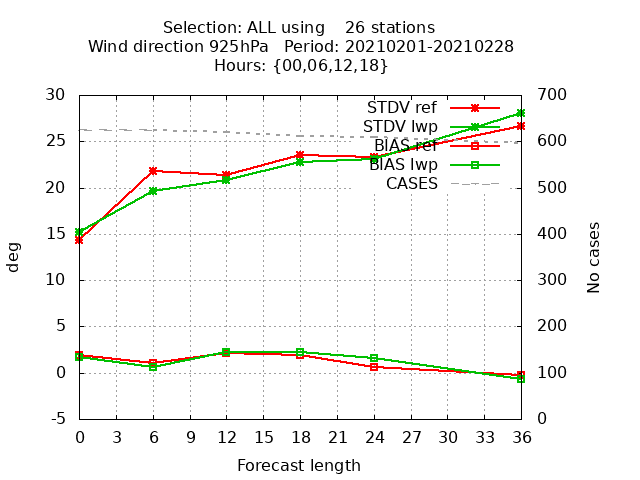 Selection: ALL using    26 stations
Wind direction 925hPa   Period: 20210201-20210228
Hours: {00,06,12,18}
30
25
20
15
10
5
0
-5
deg
STDV ref
STDV lwp
BIAS ref
BIAS lwp
CASES
700
600
500
400
300
200
100
0
No cases
0 3 6 9 12 15 18 21 24 27 30 33 36
Forecast length